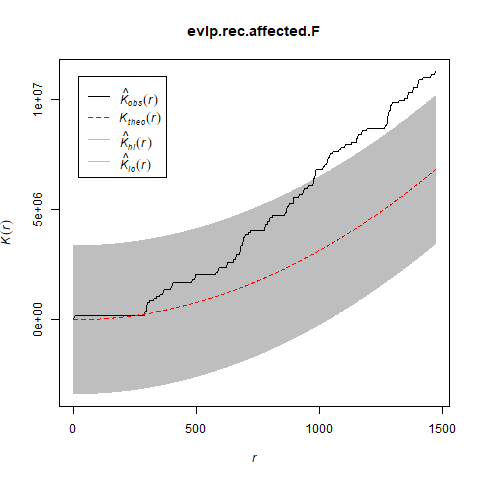 evlp.rec.affected.F
K̂obs(r)
Ktheo(r)
K̂hi(r)
K̂lo(r)
K(r)
1e+07
5e+06
0e+00
0 500 1000 1500
r